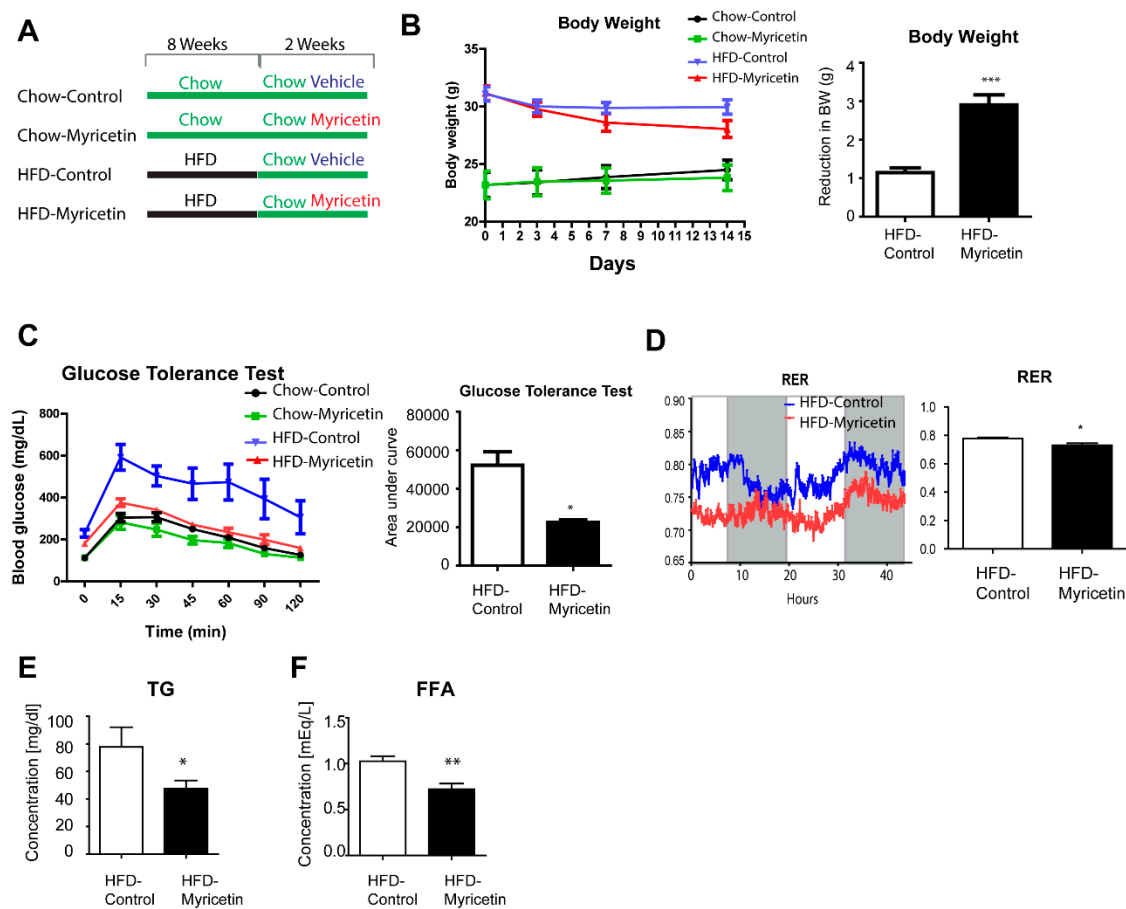 A
8 Weeks 2 Weeks
Chow-Control Chow Chow Vehicle
Chow-Myricetin Chow Chow Myricetin
HFD-Control HFD Chow Vehicle
HFD-Myricetin HFD Chow Myricetin
B
Body Weight
Chow-Control
Chow-Myricetin
HFD-Control
HFD-Myricetin
Body weight (g)
35
30
25
20
0 1 2 3 4 5 6 7 8 9 10 11 12 13 14 15
Days
Body Weight
Reduction in BW (g)
4
3
2
1
0
***
HFD-
Control
HFD-
Myricetin
C
Glucose Tolerance Test
Chow-Control
Chow-Myricetin
HFD-Control
HFD-Myricetin
Blood glucose (mg/dL)
800
600
400
200
0
0 15 30 45 60 90 120
Time (min)
Glucose Tolerance Test
Area under curve
80000
60000
40000
20000
0
*
HFD-
Control
HFD-
Myricetin
D
RER
HFD-Control
HFD-Myricetin
0.90
0.85
0.80
0.75
0.70
0.65
0 10 20 30 40
Hours
RER
1.0
0.8
0.6
0.4
0.2
0.0
*
HFD-
Control
HFD-
Myricetin
E
TG
Concentration [mg/dl]
100
80
60
40
20
0
*
HFD-
Control
HFD-
Myricetin
F
FFA
Concentration [mEq/L]
1.5
1.0
0.5
0.0
**
HFD-
Control
HFD-
Myricetin